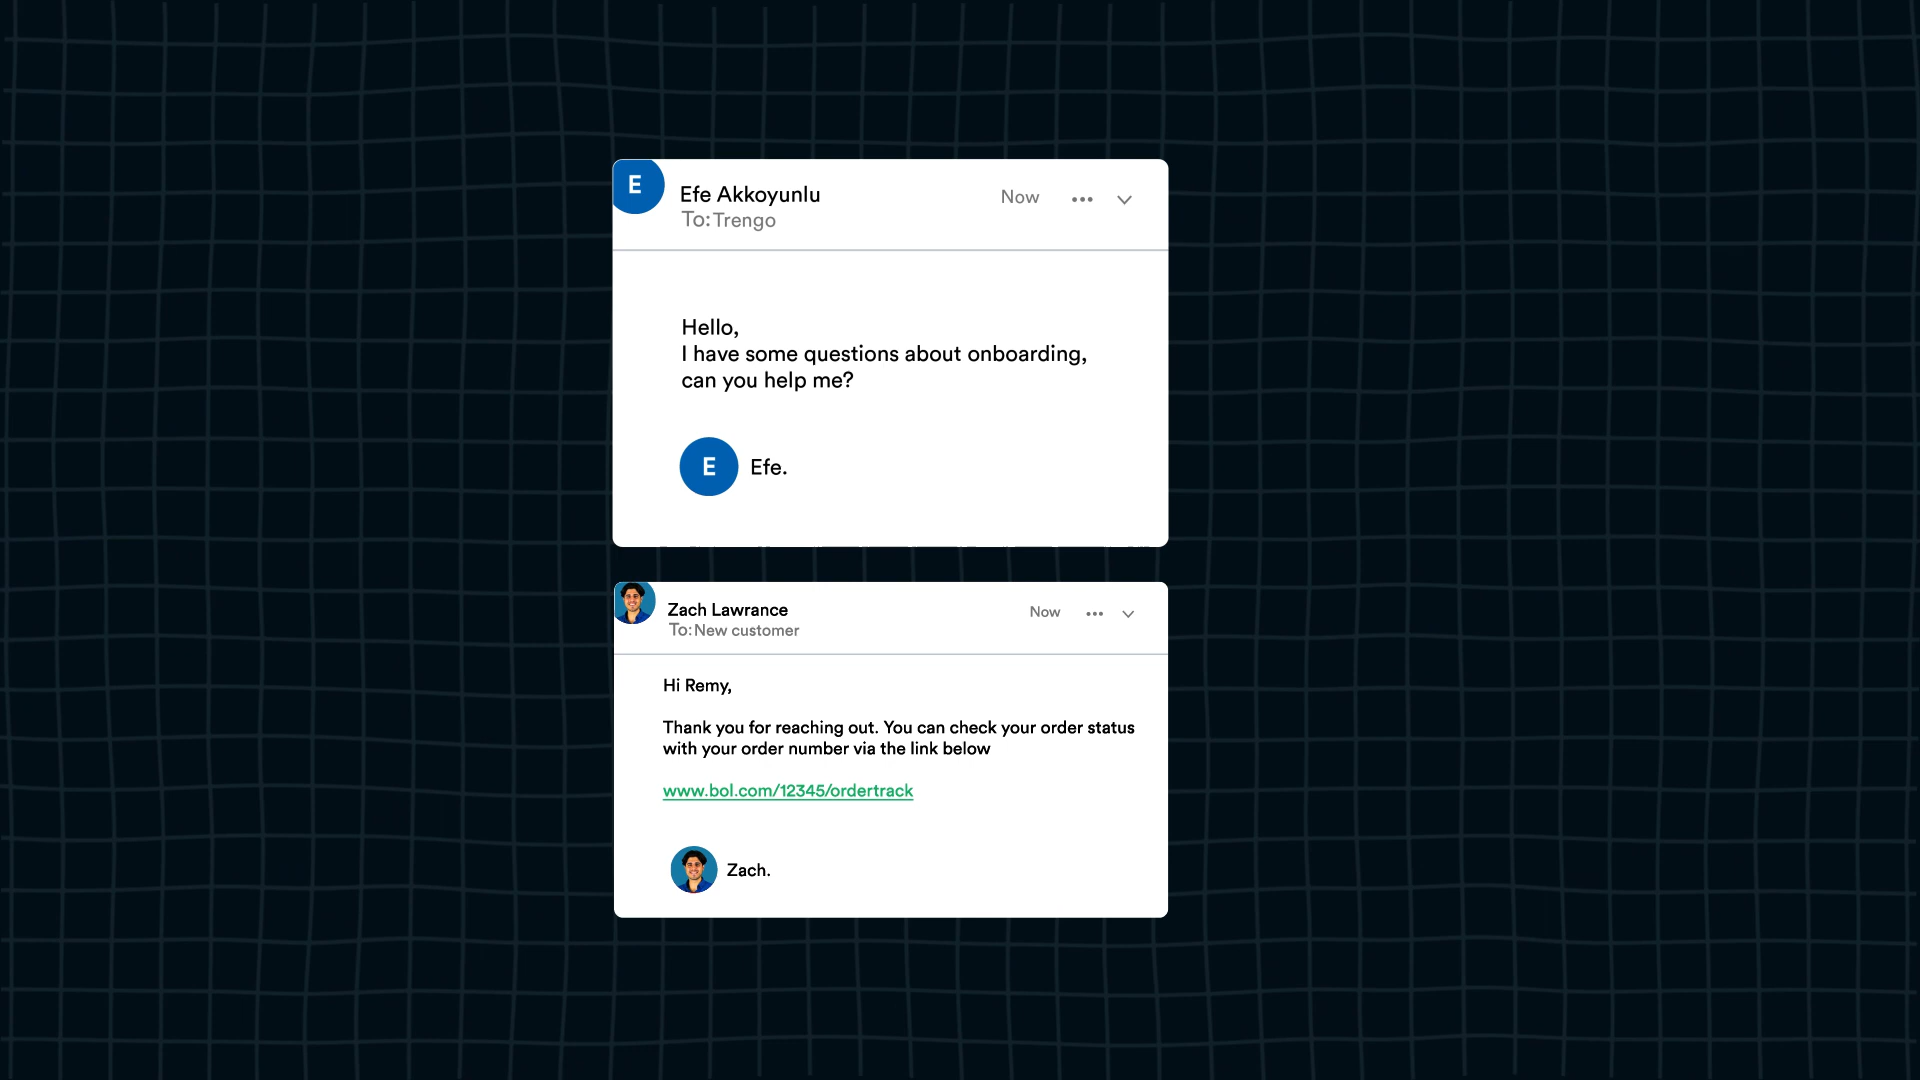 E
Efe Akkoyunlu
Now
To: Trengo
Hello,
I have some questions about onboarding,
can you help me?
E
Efe.
Zach Lawrance
Now
To: New customer
Hi Remy,
Thank you for reaching out. You can check your order status
with your order number via the link below
www.bol.com/12345/ordertrack
Zach.